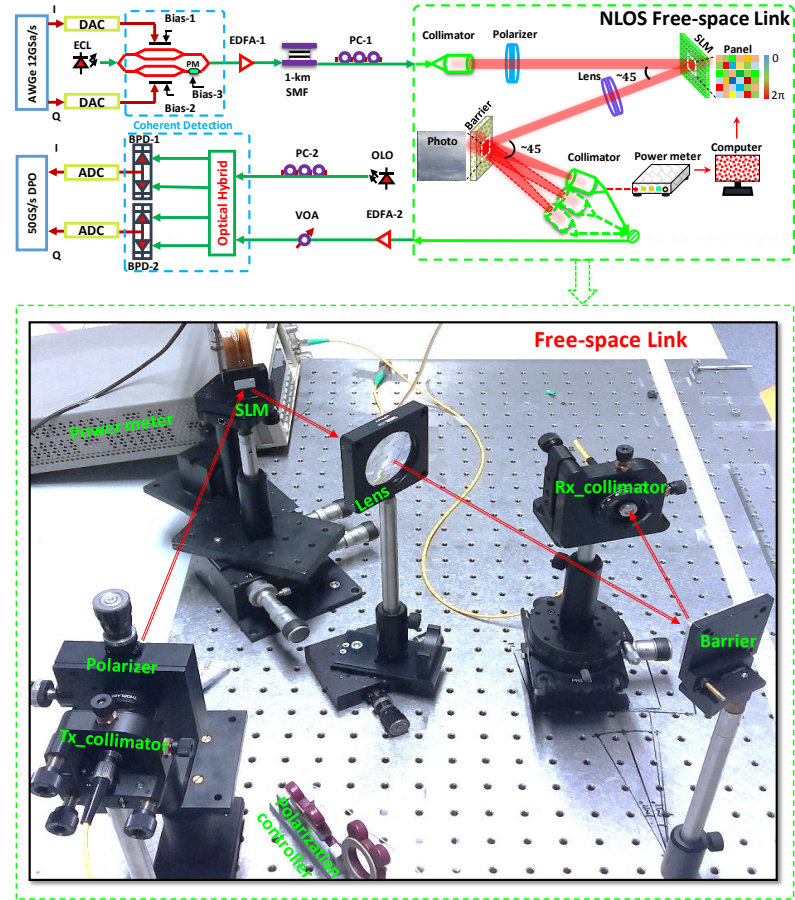 NLOS Free-space Link
AWGe 12GSa/s
I
DAC
Bias-1
ECL
PM
Bias-3
Q
DAC
Bias-2
EDFA-1
1-km
SMF
PC-1
Collimator
Polarizer
SLM
Panel
0
2π
Lens
~45
Barrier
Photo
~45
Collimator
Power meter
Computer
Coherent Detection
50GS/s DPO
I
ADC
BPD-1
Q
ADC
BPD-2
Optical Hybrid
PC-2
OLO
VOA
EDFA-2
Free-space Link
Power meter
SLM
Lens
Rx_collimator
Barrier
Polarizer
THORLABS
Tx_collimator
Polarization
controller